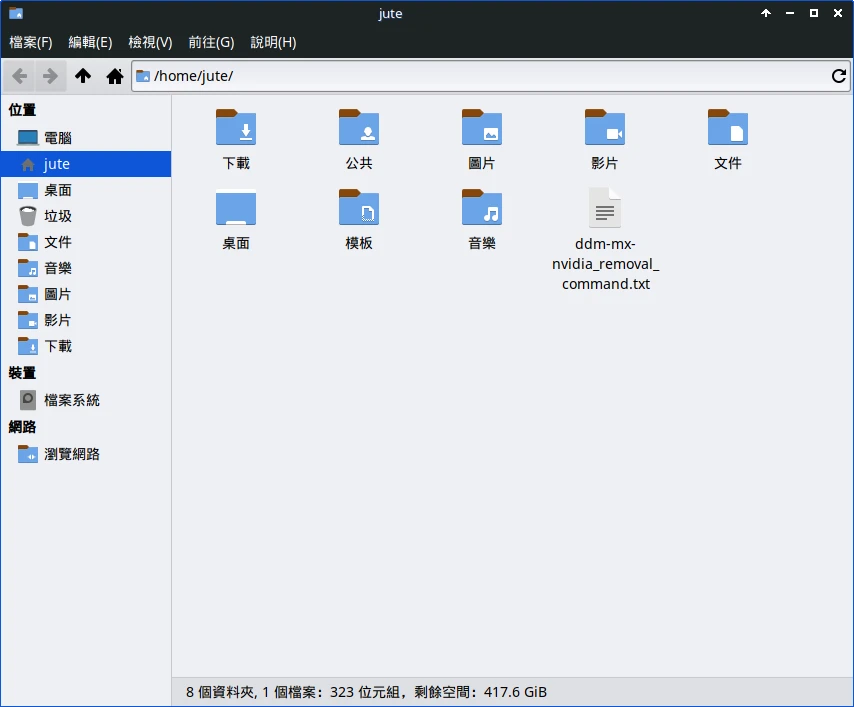 jute
檔案(F) 編輯(E) 檢視(V) 前往(G) 說明(H)
/home/jute/
位置
電腦
jute
桌面
垃圾
文件
音樂
圖片
影片
下載
裝置
檔案系統
網路
瀏覽網路
下載 公共 圖片 影片 文件
桌面 模板 音樂 ddm-mx-
nvidia_removal_
command.txt
8 個資料夾, 1 個檔案：323 位元組，剩餘空間：417.6 GiB